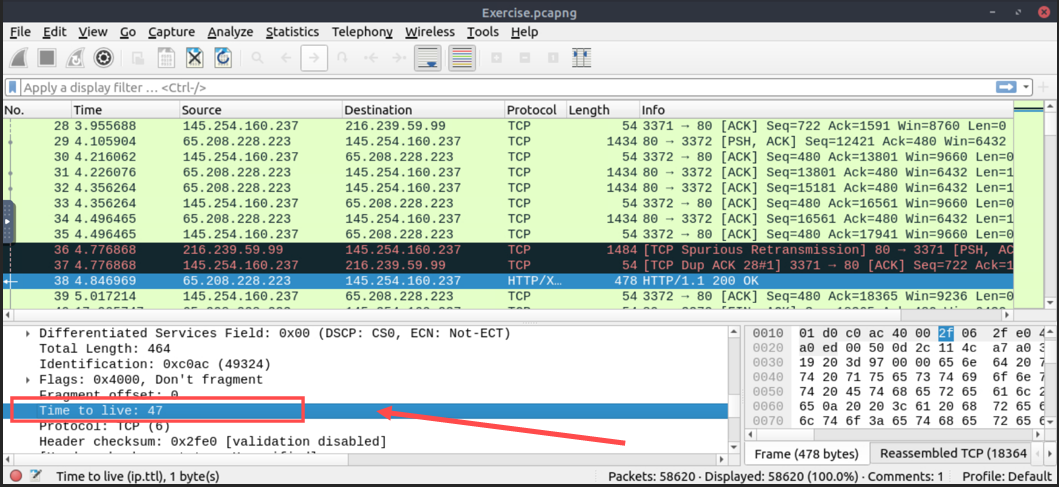 Exercise.pcapng
File Edit View Go Capture Analyze Statistics Telephony Wireless Tools Help
Apply a display filter … <Ctrl-/>
No. Time Source Destination Protocol Length Info
28 3.955688 145.254.160.237 216.239.59.99 TCP 54 3371 → 80 [ACK] Seq=722 Ack=1591 Win=8760 Len=0
29 4.105904 65.208.228.223 145.254.160.237 TCP 1434 80 → 3372 [PSH, ACK] Seq=12421 Ack=480 Win=6432
30 4.216062 145.254.160.237 65.208.228.223 TCP 54 3372 → 80 [ACK] Seq=480 Ack=13801 Win=9660 Len=0
31 4.226076 65.208.228.223 145.254.160.237 TCP 1434 80 → 3372 [ACK] Seq=13801 Ack=480 Win=6432 Len=1
32 4.356264 65.208.228.223 145.254.160.237 TCP 1434 80 → 3372 [ACK] Seq=15181 Ack=480 Win=6432 Len=1
33 4.356264 145.254.160.237 65.208.228.223 TCP 54 3372 → 80 [ACK] Seq=480 Ack=16561 Win=9660 Len=0
34 4.496465 65.208.228.223 145.254.160.237 TCP 1434 80 → 3372 [ACK] Seq=16561 Ack=480 Win=6432 Len=1
35 4.496465 145.254.160.237 65.208.228.223 TCP 54 3372 → 80 [ACK] Seq=480 Ack=17941 Win=9660 Len=0
36 4.776868 216.239.59.99 145.254.160.237 TCP 1484 [TCP Spurious Retransmission] 80 → 3371 [PSH, AC
37 4.776868 145.254.160.237 216.239.59.99 TCP 54 [TCP Dup ACK 28#1] 3371 → 80 [ACK] Seq=722 Ack=1
38 4.846969 65.208.228.223 145.254.160.237 HTTP/X… 478 HTTP/1.1 200 OK
39 5.017214 145.254.160.237 65.208.228.223 TCP 54 3372 → 80 [ACK] Seq=480 Ack=18365 Win=9236 Len=0
Differentiated Services Field: 0x00 (DSCP: CS0, ECN: Not-ECT)
Total Length: 464
Identification: 0xc0ac (49324)
Flags: 0x4000, Don't fragment
Fragment offset: 0
Time to live: 47
Protocol: TCP (6)
Header checksum: 0x2fe0 [validation disabled]
0010 01 d0 c0 ac 40 00 2f 06 2f e0 4
0020 a0 ed 00 50 0d 2c 11 4c a7 a0 3
0030 19 20 3d 97 00 00 65 6e 64 20 7
0040 74 20 71 75 65 73 74 69 6f 6e 7
0050 74 20 45 74 68 65 72 65 61 6c 2
0060 65 0a 20 20 3c 61 20 68 72 65 6
0070 6c 74 6f 3a 65 74 68 65 72 65 6
Frame (478 bytes) Reassembled TCP (18364
Time to live (ip.ttl), 1 byte(s) Packets: 58620 · Displayed: 58620 (100.0%) · Comments: 1 Profile: Default